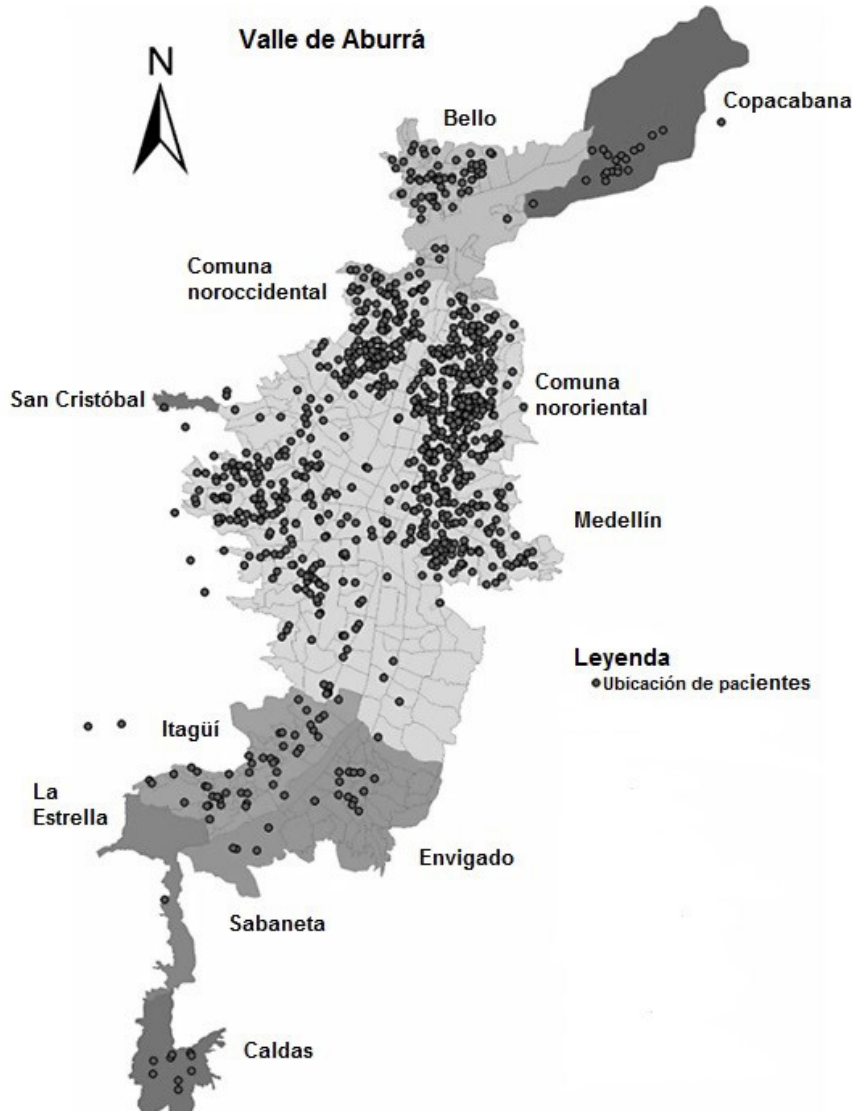 Valle de Aburrá
N
Copacabana
Bello
Comuna
noroccidental
San Cristóbal
Comuna
nororiental
Medellín
Leyenda
Ubicación de pacientes
Itagüí
La
Estrella
Envigado
Sabaneta
Caldas